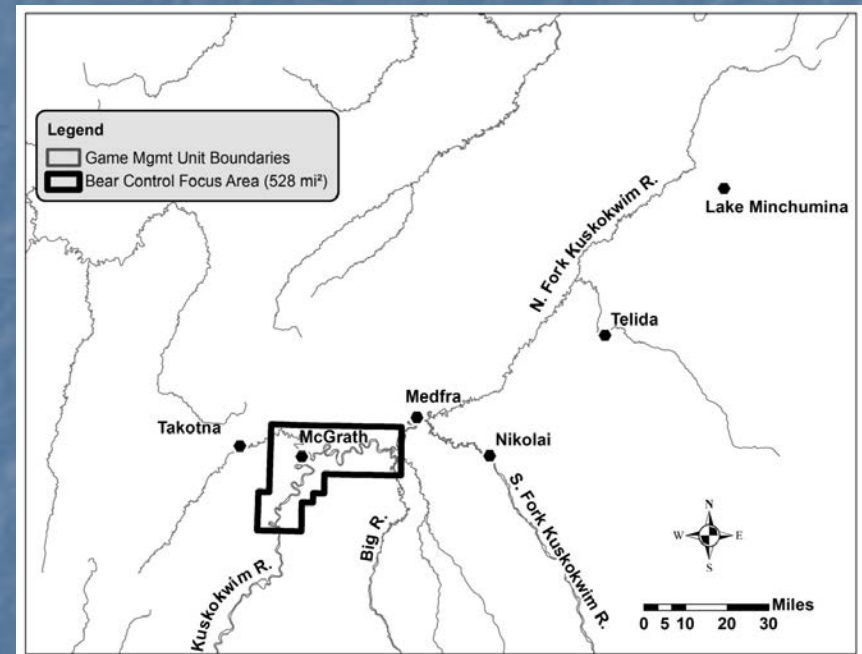 Legend
Game Mgmt Unit Boundaries
Bear Control Focus Area (528 mi²)
N. Fork Kuskokwim R.
Lake Minchumina
Telida
Medfra
Takotna
McGrath
Nikolai
S. Fork Kuskokwim R.
Big R.
Kuskokwim R.
N
W E
S
Miles
0 5 10 20 30